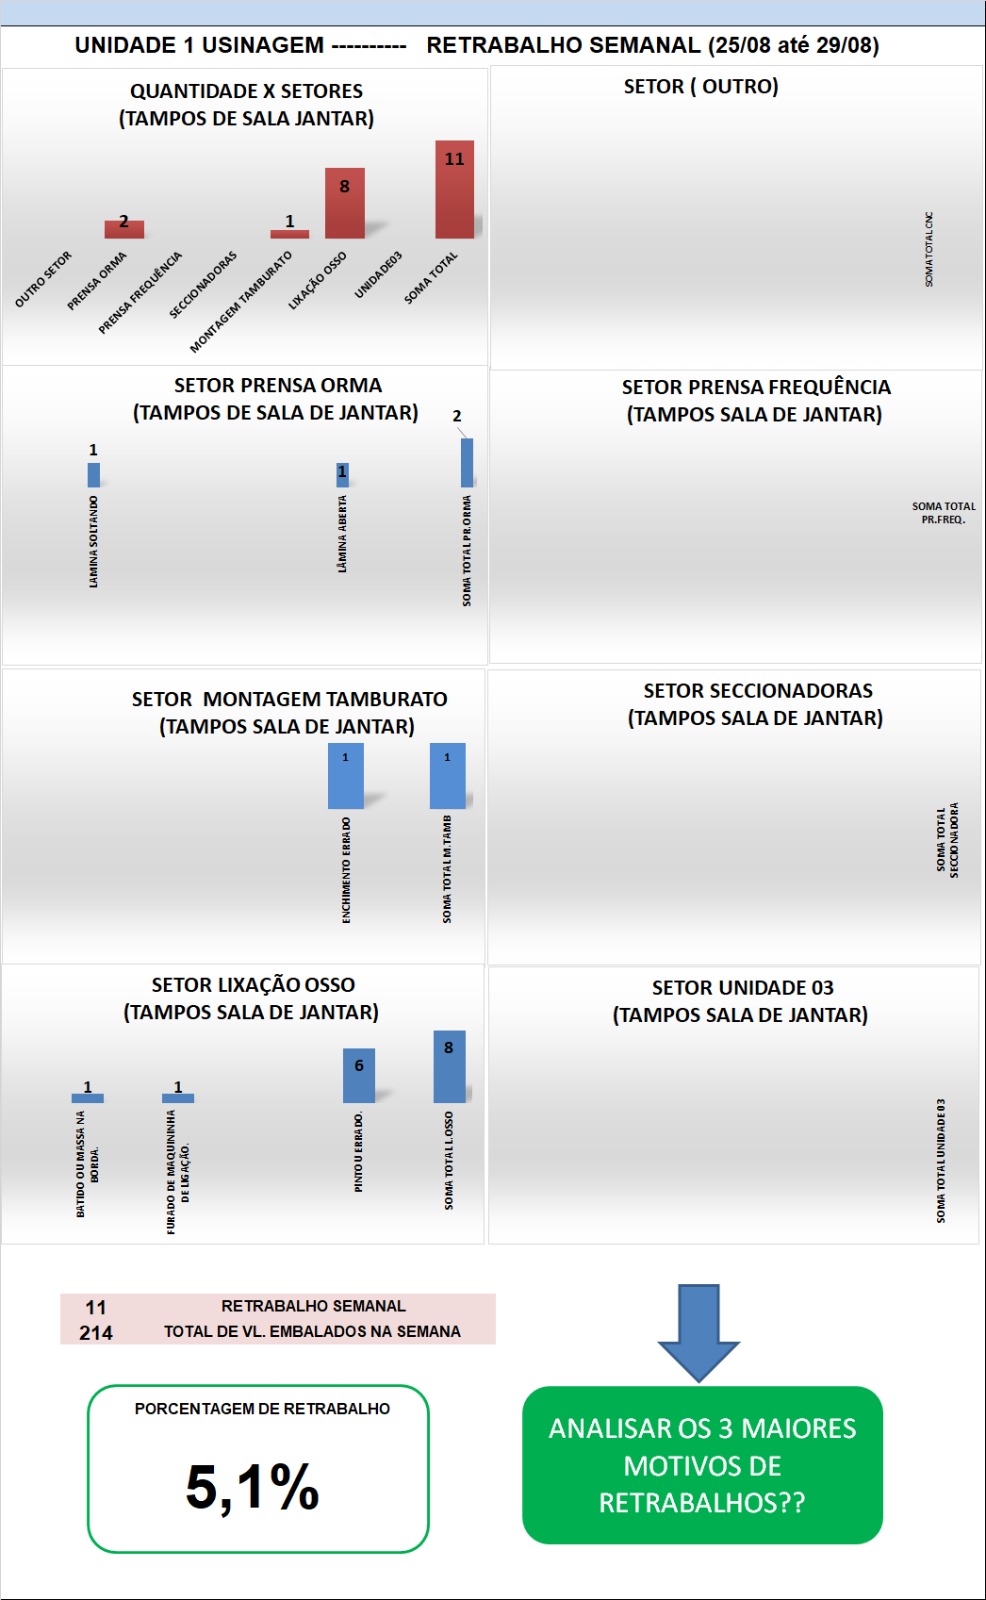 UNIDADE 1 USINAGEM ---------- RETRABALHO SEMANAL (25/08 até 29/08)
QUANTIDADE X SETORES
(TAMPOS DE SALA JANTAR)
2
1
8
11
OUTRO SETOR
PRENSA ORMA
PRENSA FREQUÊNCIA
SECCIONADORAS
MONTAGEM TAMBURATO
LIXAÇÃO OSSO
UNIDADE03
SOMA TOTAL
SETOR ( OUTRO)
SOMA TOTAL CNC
SETOR PRENSA ORMA
(TAMPOS DE SALA DE JANTAR)
1
1
2
LAMINA SOLTANDO
LÂMINA ABERTA
SOMA TOTAL PR.ORMA
SETOR PRENSA FREQUÊNCIA
(TAMPOS SALA DE JANTAR)
SOMA TOTAL
PR.FREQ.
SETOR MONTAGEM TAMBURATO
(TAMPOS SALA DE JANTAR)
1
1
ENCHIMENTO ERRADO
SOMA TOTAL M.TAMB
SETOR SECCIONADORAS
(TAMPOS SALA DE JANTAR)
SOMA TOTAL
SECCIONADORA
SETOR LIXAÇÃO OSSO
(TAMPOS SALA DE JANTAR)
1
1
6
8
BATIDO OU MASSA NA
BORDA.
FURADO DE MAQUININHA
DE LIGAÇÃO.
PINTOU ERRADO.
SOMA TOTAL L.OSSO
SETOR UNIDADE 03
(TAMPOS SALA DE JANTAR)
SOMA TOTAL UNIDADE 03
11 RETRABALHO SEMANAL
214 TOTAL DE VL. EMBALADOS NA SEMANA
PORCENTAGEM DE RETRABALHO
5,1%
ANALISAR OS 3 MAIORES
MOTIVOS DE
RETRABALHOS??